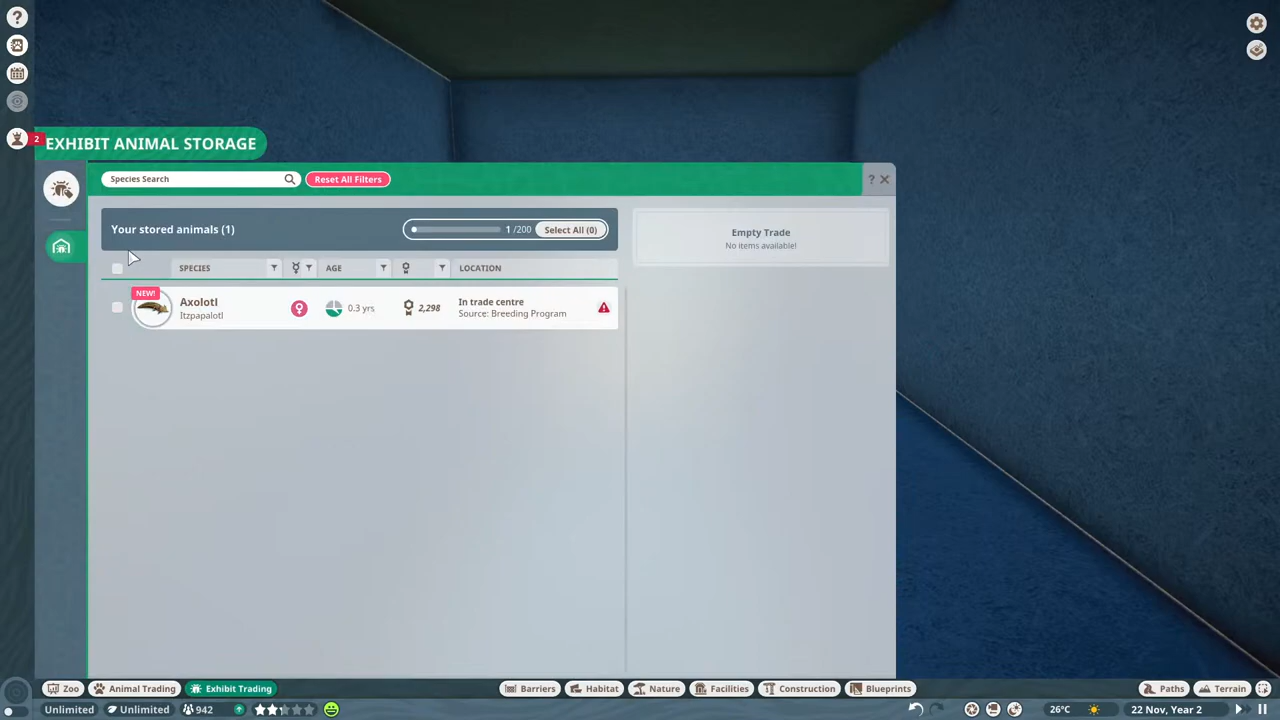 2
EXHIBIT ANIMAL STORAGE
Species Search
Reset All Filters
?
Your stored animals (1)
1 /200
Select All (0)
Empty Trade
No items available!
SPECIES
AGE
LOCATION
NEW!
Axolotl
Itzpapalotl
0.3 yrs
2,298
In trade centre
Source: Breeding Program
Zoo
Animal Trading
Exhibit Trading
Barriers
Habitat
Nature
Facilities
Construction
Blueprints
Paths
Terrain
Unlimited
Unlimited
942
26°C
22 Nov, Year 2